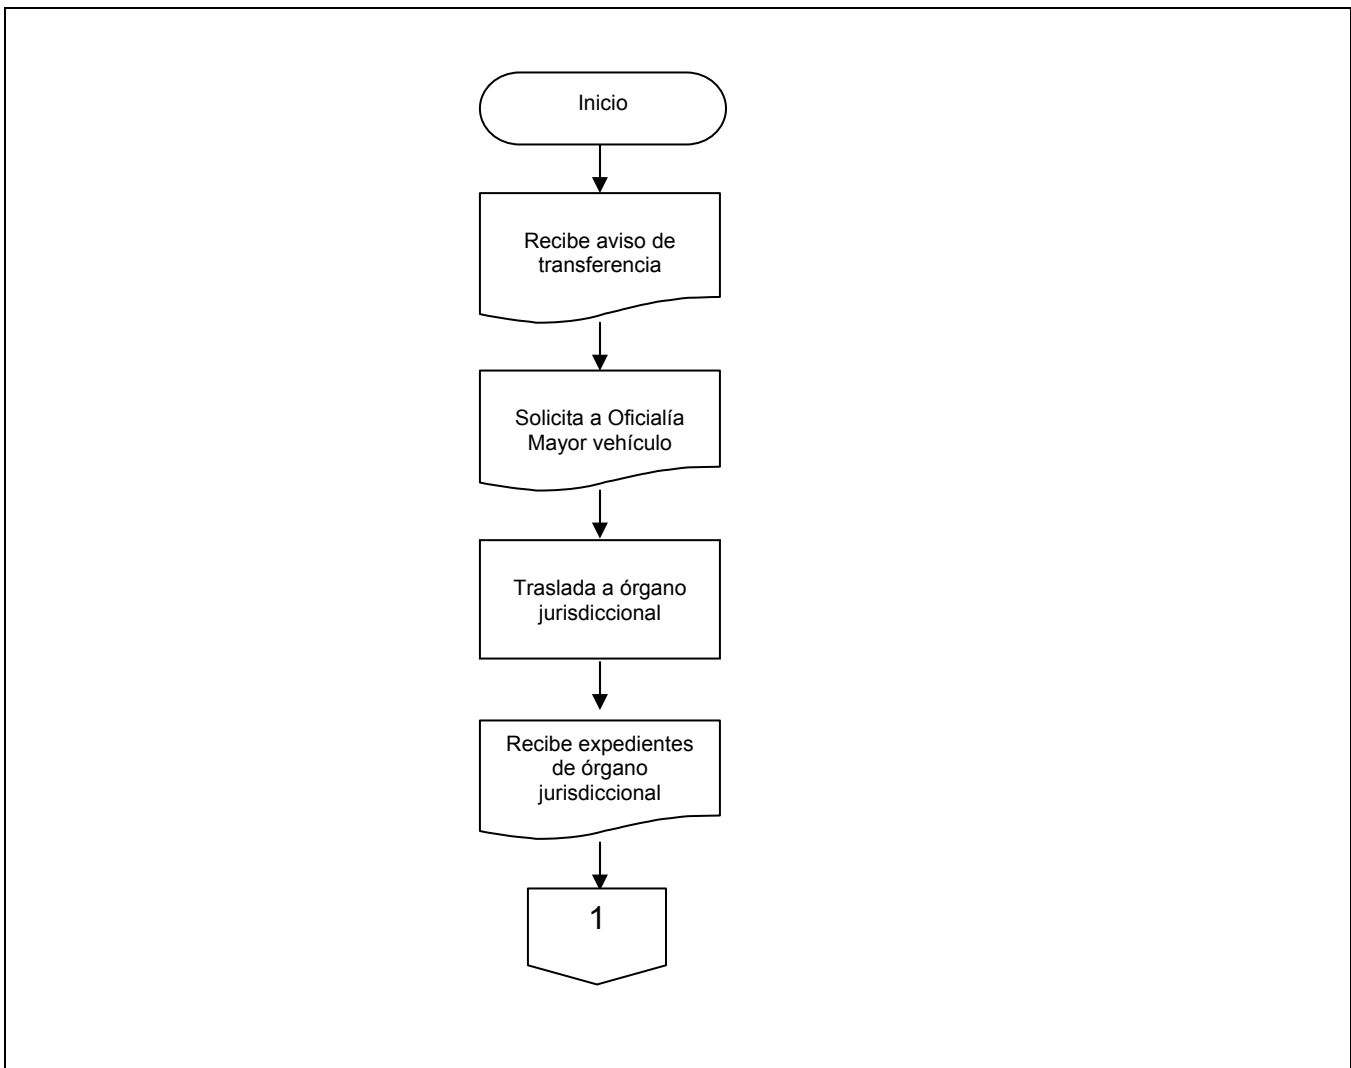 Inicio
Recibe aviso de
transferencia
Solicita a Oficialía
Mayor vehículo
Traslada a órgano
jurisdiccional
Recibe expedientes
de órgano
jurisdiccional
1